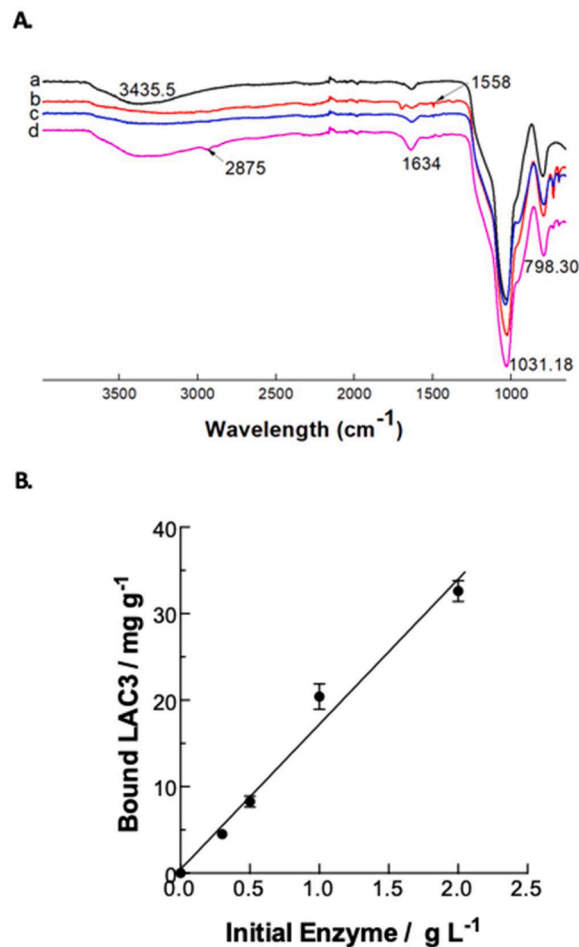 A.
a
b
c
d
3435.5
1558
2875
1634
798.30
1031.18
3500 3000 2500 2000 1500 1000
Wavelength (cm-1)
B.
40
30
20
10
0
0.0 0.5 1.0 1.5 2.0 2.5
Bound LAC3 / mg g-1
Initial Enzyme / g L-1